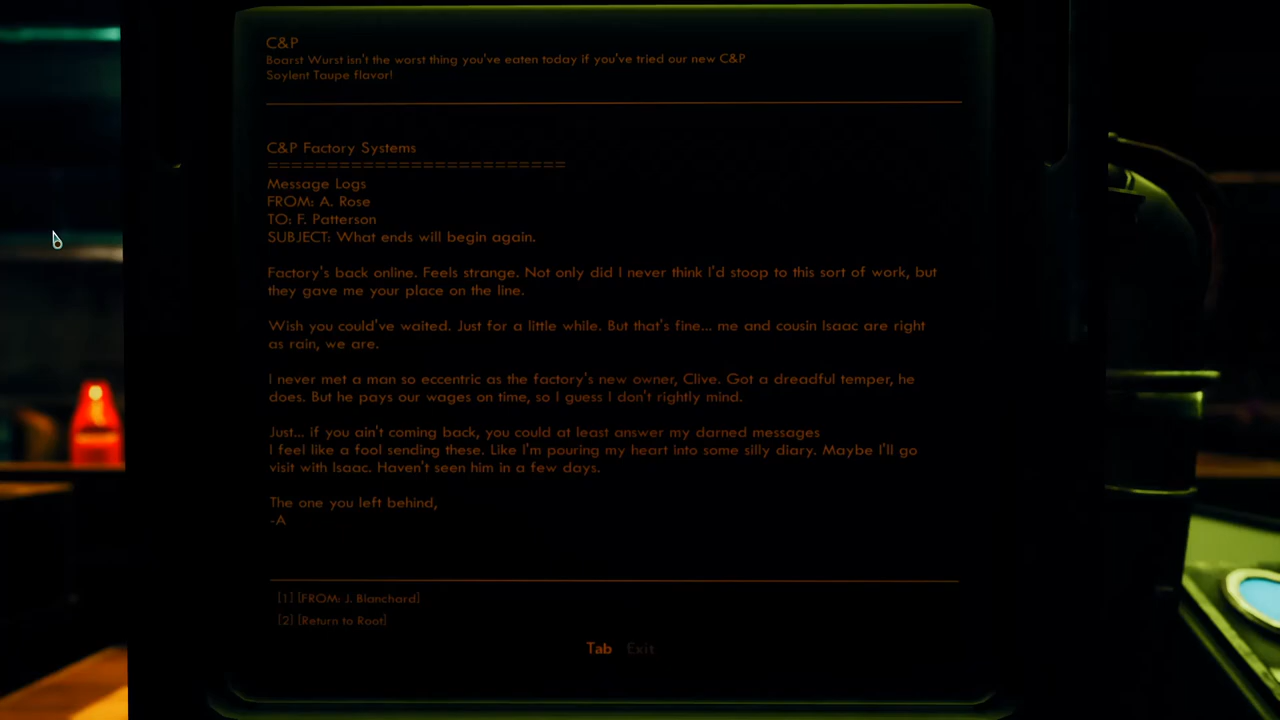 C&P
Boarst Wurst isn't the worst thing you've eaten today if you've tried our new C&P
Soylent Taupe flavor!
C&P Factory Systems
==============================
Message Logs
FROM: A. Rose
TO: F. Patterson
SUBJECT: What ends will begin again.
Factory's back online. Feels strange. Not only did I never think I'd stoop to this sort of work, but
they gave me your place on the line.
Wish you could've waited. Just for a little while. But that's fine... me and cousin Isaac are right
as rain, we are.
I never met a man so eccentric as the factory's new owner, Clive. Got a dreadful temper, he
does. But he pays our wages on time, so I guess I don't rightly mind.
Just... if you ain't coming back, you could at least answer my darned messages
I feel like a fool sending these. Like I'm pouring my heart into some silly diary. Maybe I'll go
visit with Isaac. Haven't seen him in a few days.
The one you left behind,
-A
[1] [FROM: J. Blanchard]
[2] [Return to Root]
Tab Exit